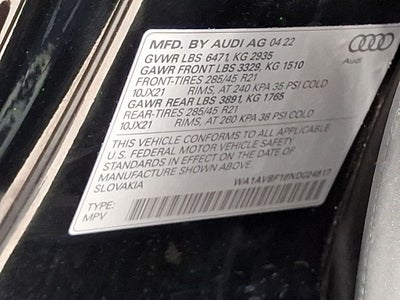 MFD. BY AUDI AG 04 22
GVWR LBS 6471, KG 2935
GAWR FRONT LBS 3329, KG 1510
FRONT-TIRES 285/45 R21
10JX21 RIMS, AT 240 KPA 35 PSI COLD
GAWR REAR LBS 3891, KG 1765
REAR-TIRES 285/45 R21
10JX21 RIMS, AT 260 KPA 38 PSI COLD
THIS VEHICLE CONFORMS TO ALL APPLICABLE
U.S. FEDERAL MOTOR VEHICLE SAFETY
STANDARDS IN EFFECT ON THE DATE OF
MANUFACTURE SHOWN ABOVE.
SLOVAKIA
WA1AVBF18ND024817
TYPE:
MPV